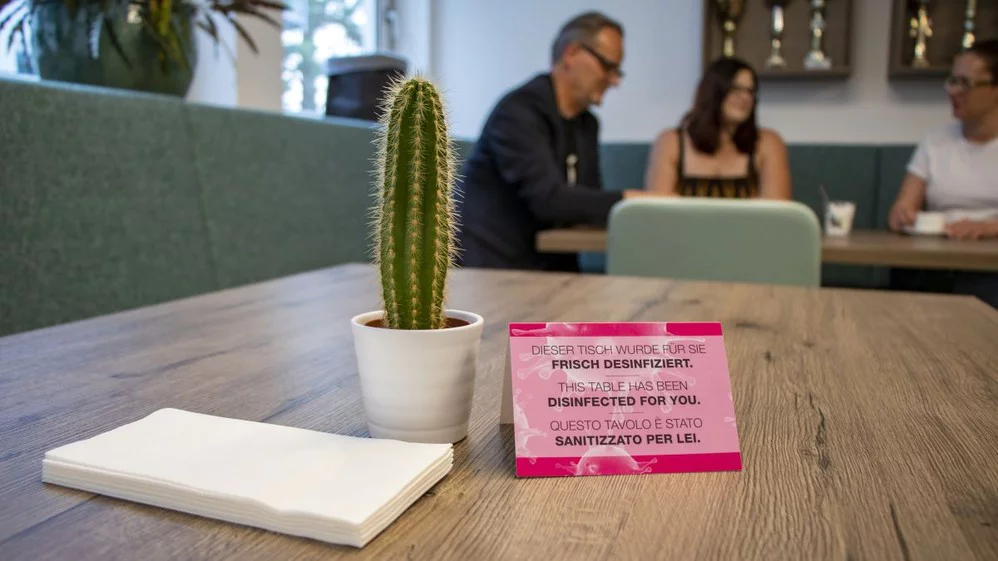 DIESER TISCH WURDE FÜR SIE
FRISCH DESINFIZIERT.
THIS TABLE HAS BEEN
DISINFECTED FOR YOU.
QUESTO TAVOLO È STATO
SANITIZZATO PER LEI.